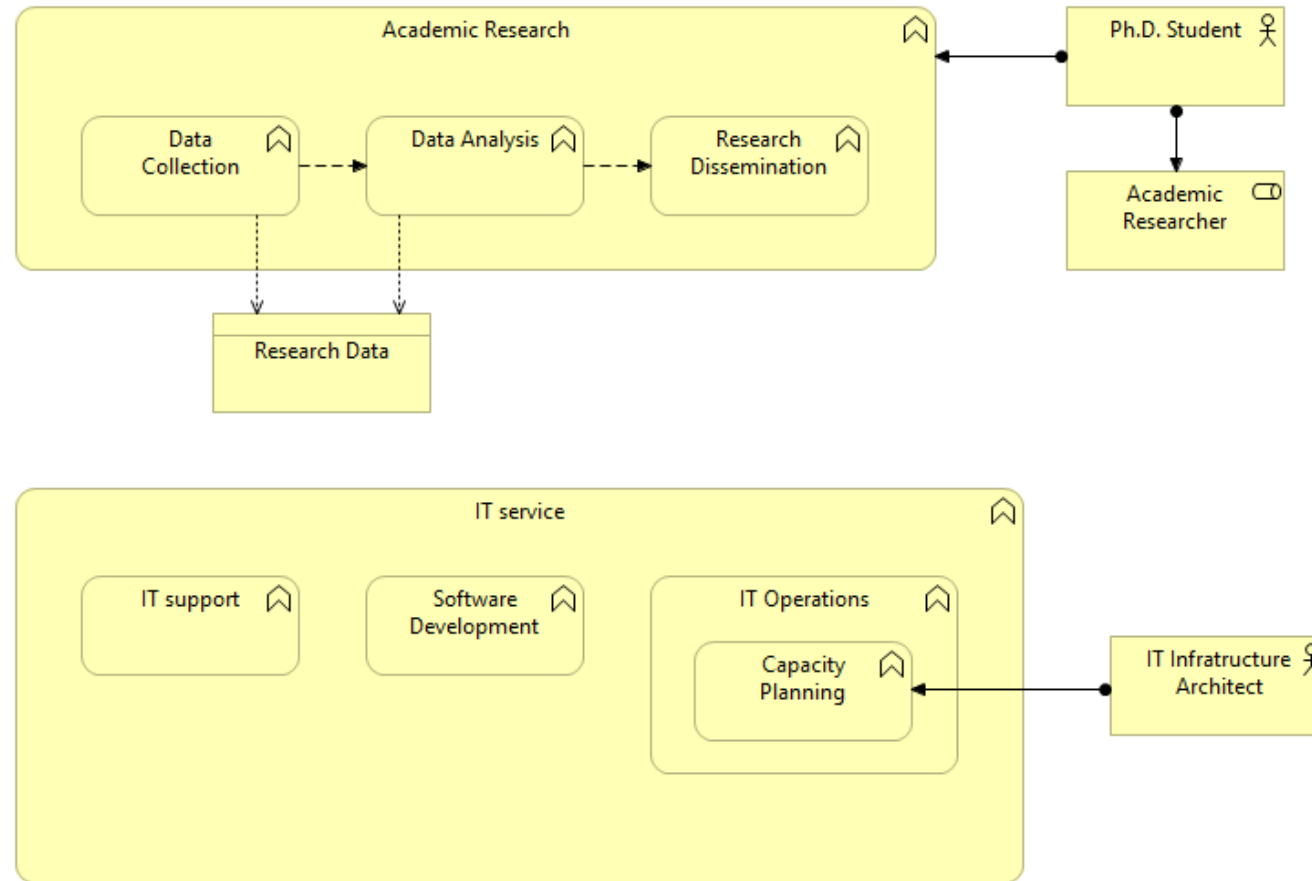 Academic Research
Ph.D. Student
Data
Collection
Data Analysis
Research
Dissemination
Academic
Researcher
Research Data
IT service
IT support
Software
Development
IT Operations
Capacity
Planning
IT Infratructure
Architect